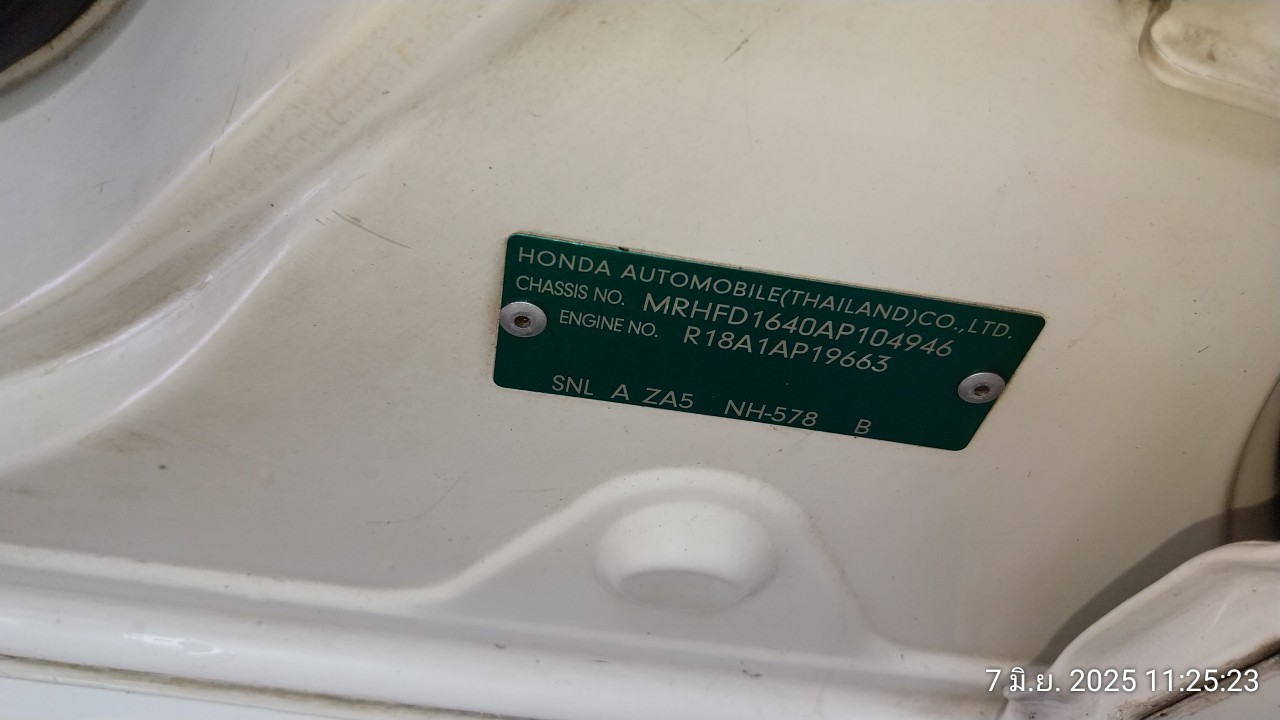 HONDA AUTOMOBILE(THAILAND)CO.,LTD.
CHASSIS NO. MRHFD1640AP104946
ENGINE NO. R18A1AP19663
SNL A ZA5 NH-578 B
7 มิ.ย. 2025 11:25:23